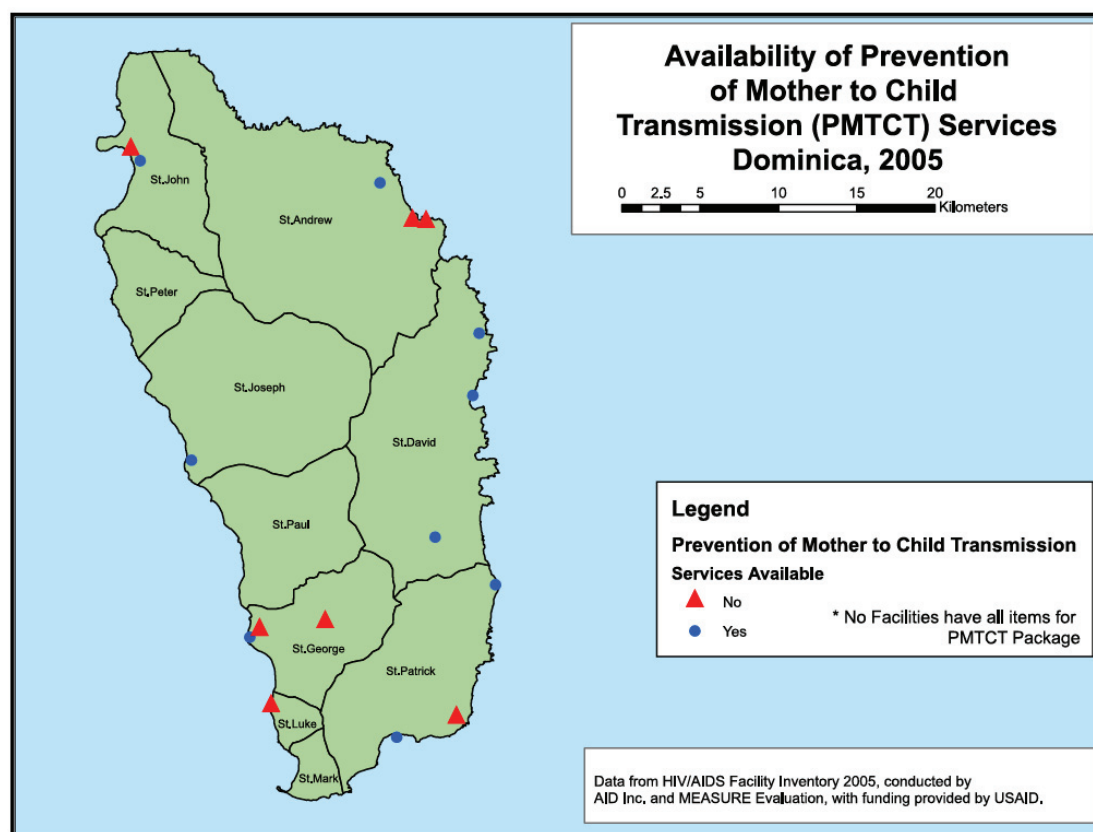 Availability of Prevention
of Mother to Child
Transmission (PMTCT) Services
Dominica, 2005
0 2.5 5 10 15 20
Kilometers
St.John
St.Andrew
St.Peter
St.Joseph
St.David
St.Paul
St.George
St.Patrick
St.Luke
St.Mark
Legend
Prevention of Mother to Child Transmission
Services Available
No
Yes
* No Facilities have all items for
PMTCT Package
Data from HIV/AIDS Facility Inventory 2005, conducted by
AID Inc. and MEASURE Evaluation, with funding provided by USAID.